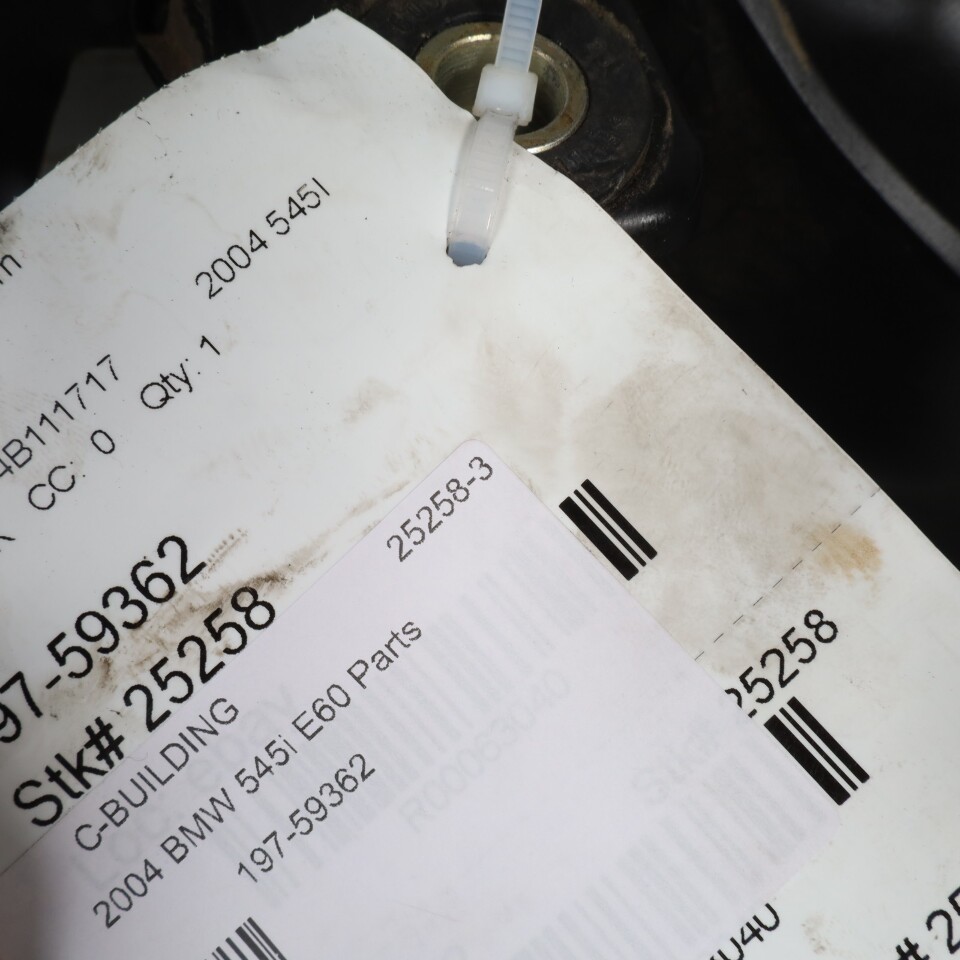 2004 545I
4B111717
CC: 0 Qty: 1
97-59362
Stk# 25258
25258-3
C-BUILDING
2004 BMW 545i E60 Parts
197-59362
25258
# 25